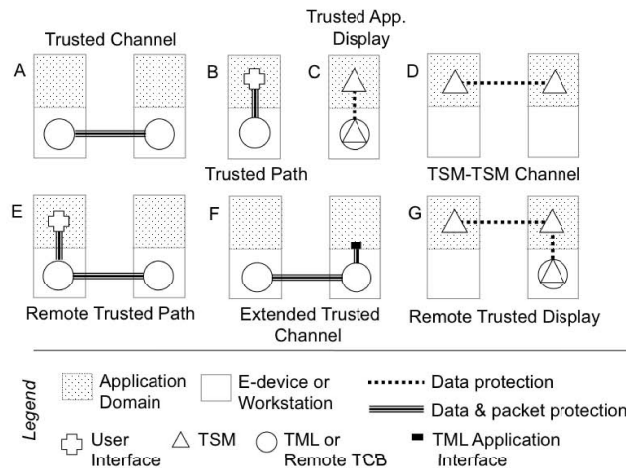 Trusted Channel
Trusted App.
Display
A
B
C
D
Trusted Path
TSM-TSM Channel
E
F
G
Remote Trusted Path
Extended Trusted
Channel
Remote Trusted Display
Legend
Application
Domain
E-device or
Workstation
Data protection
Data & packet protection
User
Interface
TSM
TML or
Remote TCB
TML Application
Interface